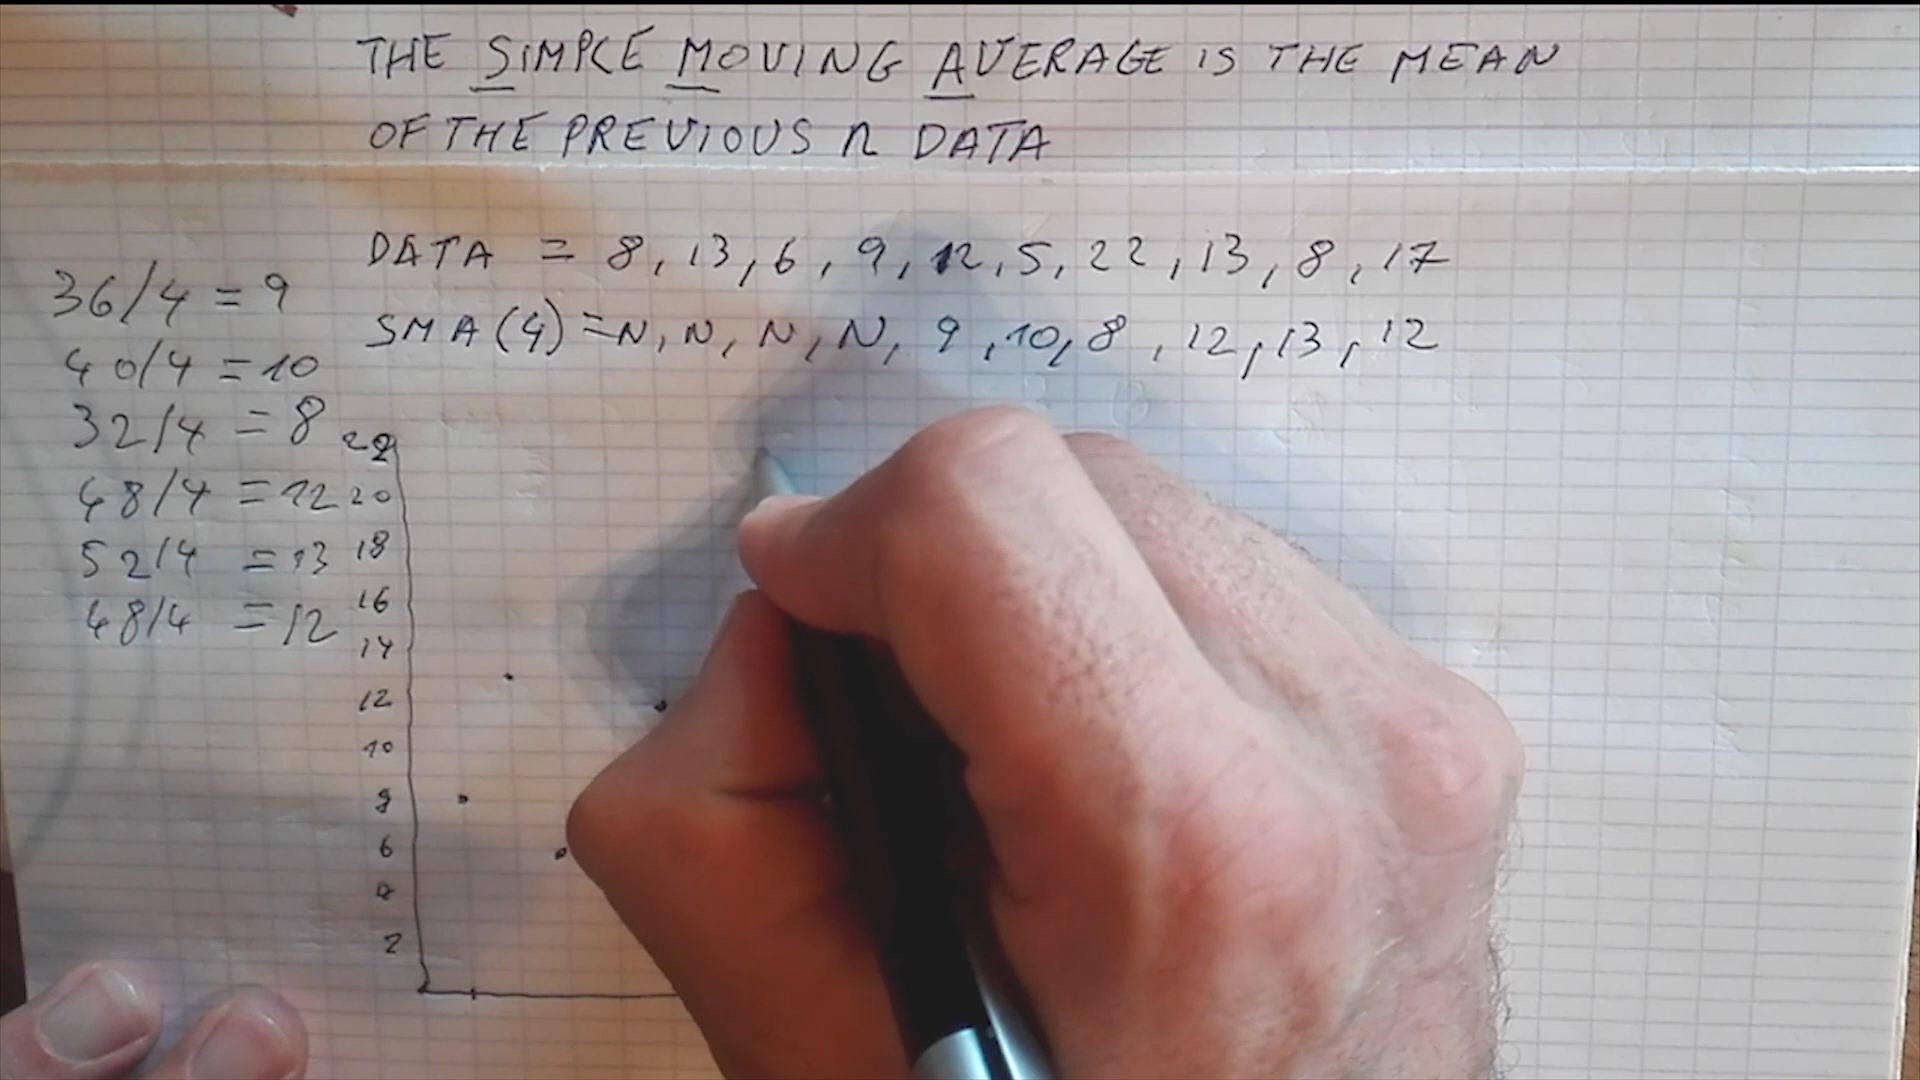 THE SIMPLE MOVING AVERAGE IS THE MEAN
OF THE PREVIOUS n DATA
DATA = 8, 13, 6, 9, 12, 5, 22, 13, 8, 17
SMA(4) = N, N, N, N, 9, 10, 8, 12, 13, 12
36/4 = 9
40/4 = 10
32/4 = 8
48/4 = 12
52/4 = 13
48/4 = 12
22
20
18
16
14
12
10
8
6
4
2